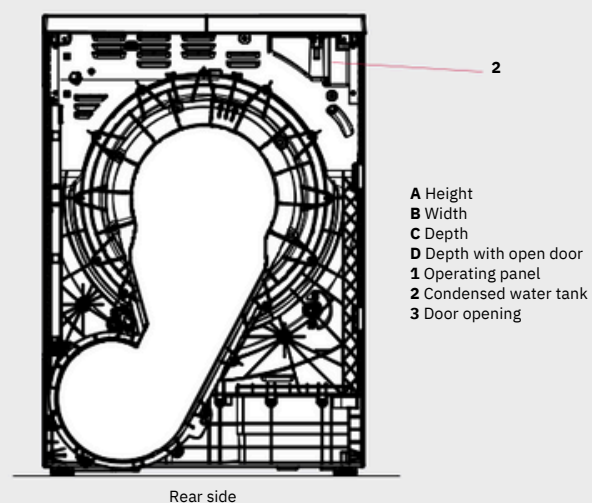 2
A Height
B Width
C Depth
D Depth with open door
1 Operating panel
2 Condensed water tank
3 Door opening
Rear side